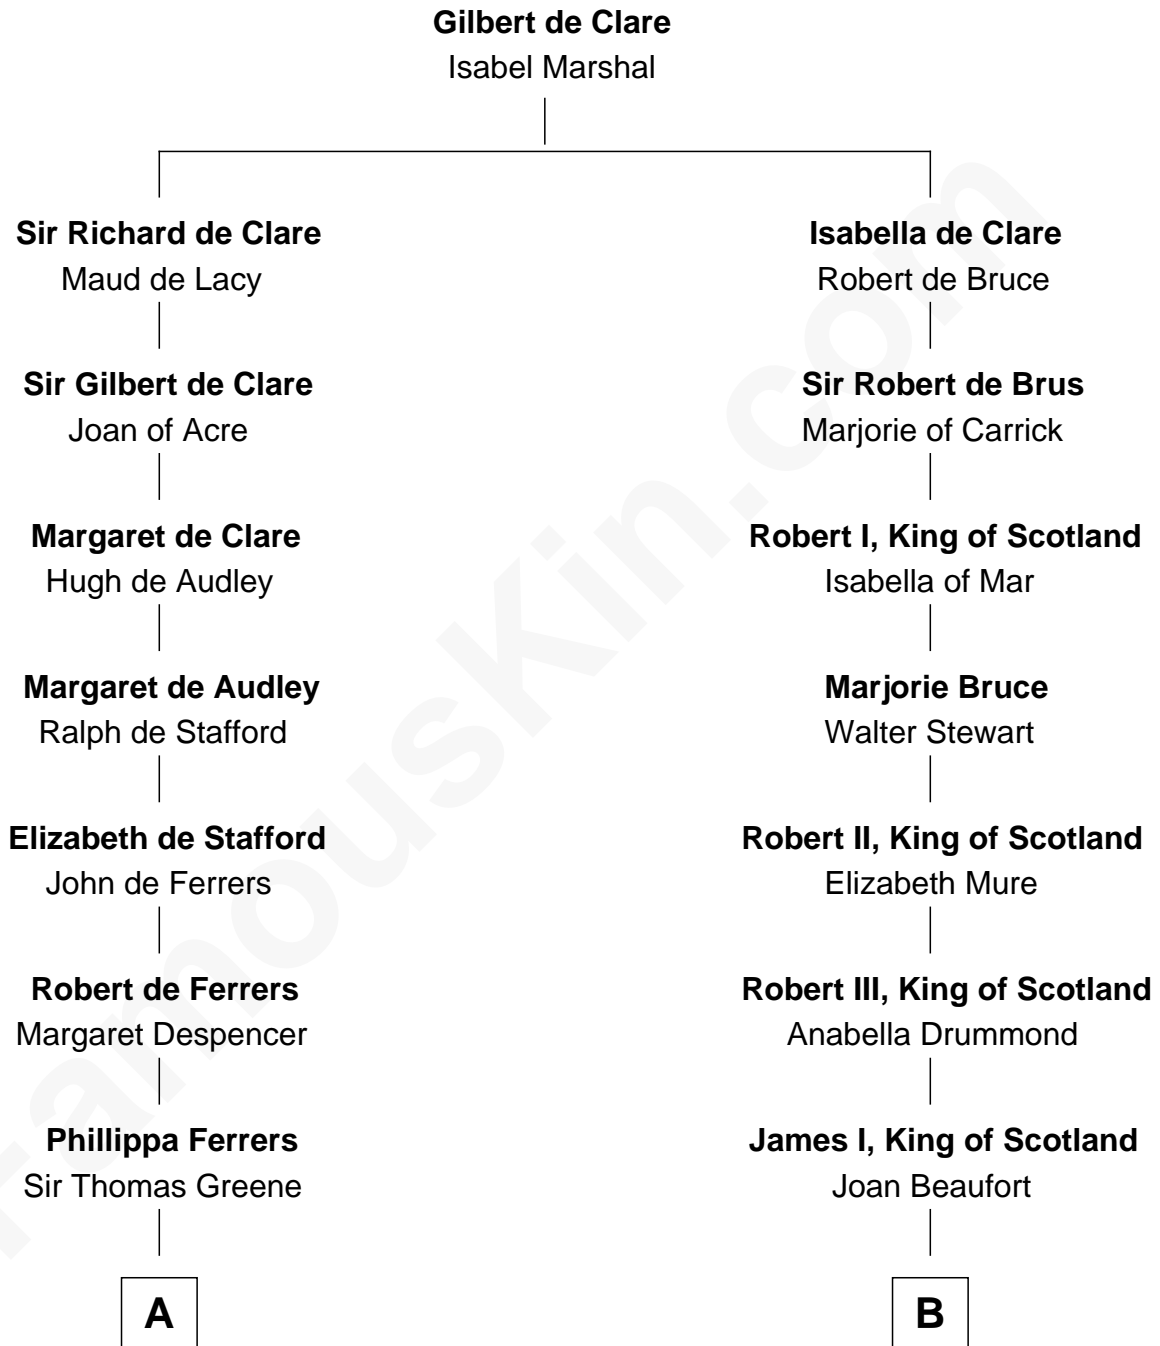 Gilbert de Clare
Isabel Marshal
Sir Richard de Clare
Maud de Lacy
Isabella de Clare
Robert de Bruce
Sir Gilbert de Clare
Joan of Acre
Sir Robert de Brus
Marjorie of Carrick
Margaret de Clare
Hugh de Audley
Robert I, King of Scotland
Isabella of Mar
Margaret de Audley
Ralph de Stafford
Marjorie Bruce
Walter Stewart
Elizabeth de Stafford
John de Ferrers
Robert II, King of Scotland
Elizabeth Mure
Robert de Ferrers
Margaret Despencer
Robert III, King of Scotland
Anabella Drummond
Phillippa Ferrers
Sir Thomas Greene
James I, King of Scotland
Joan Beaufort
A
B
FamousKin.com